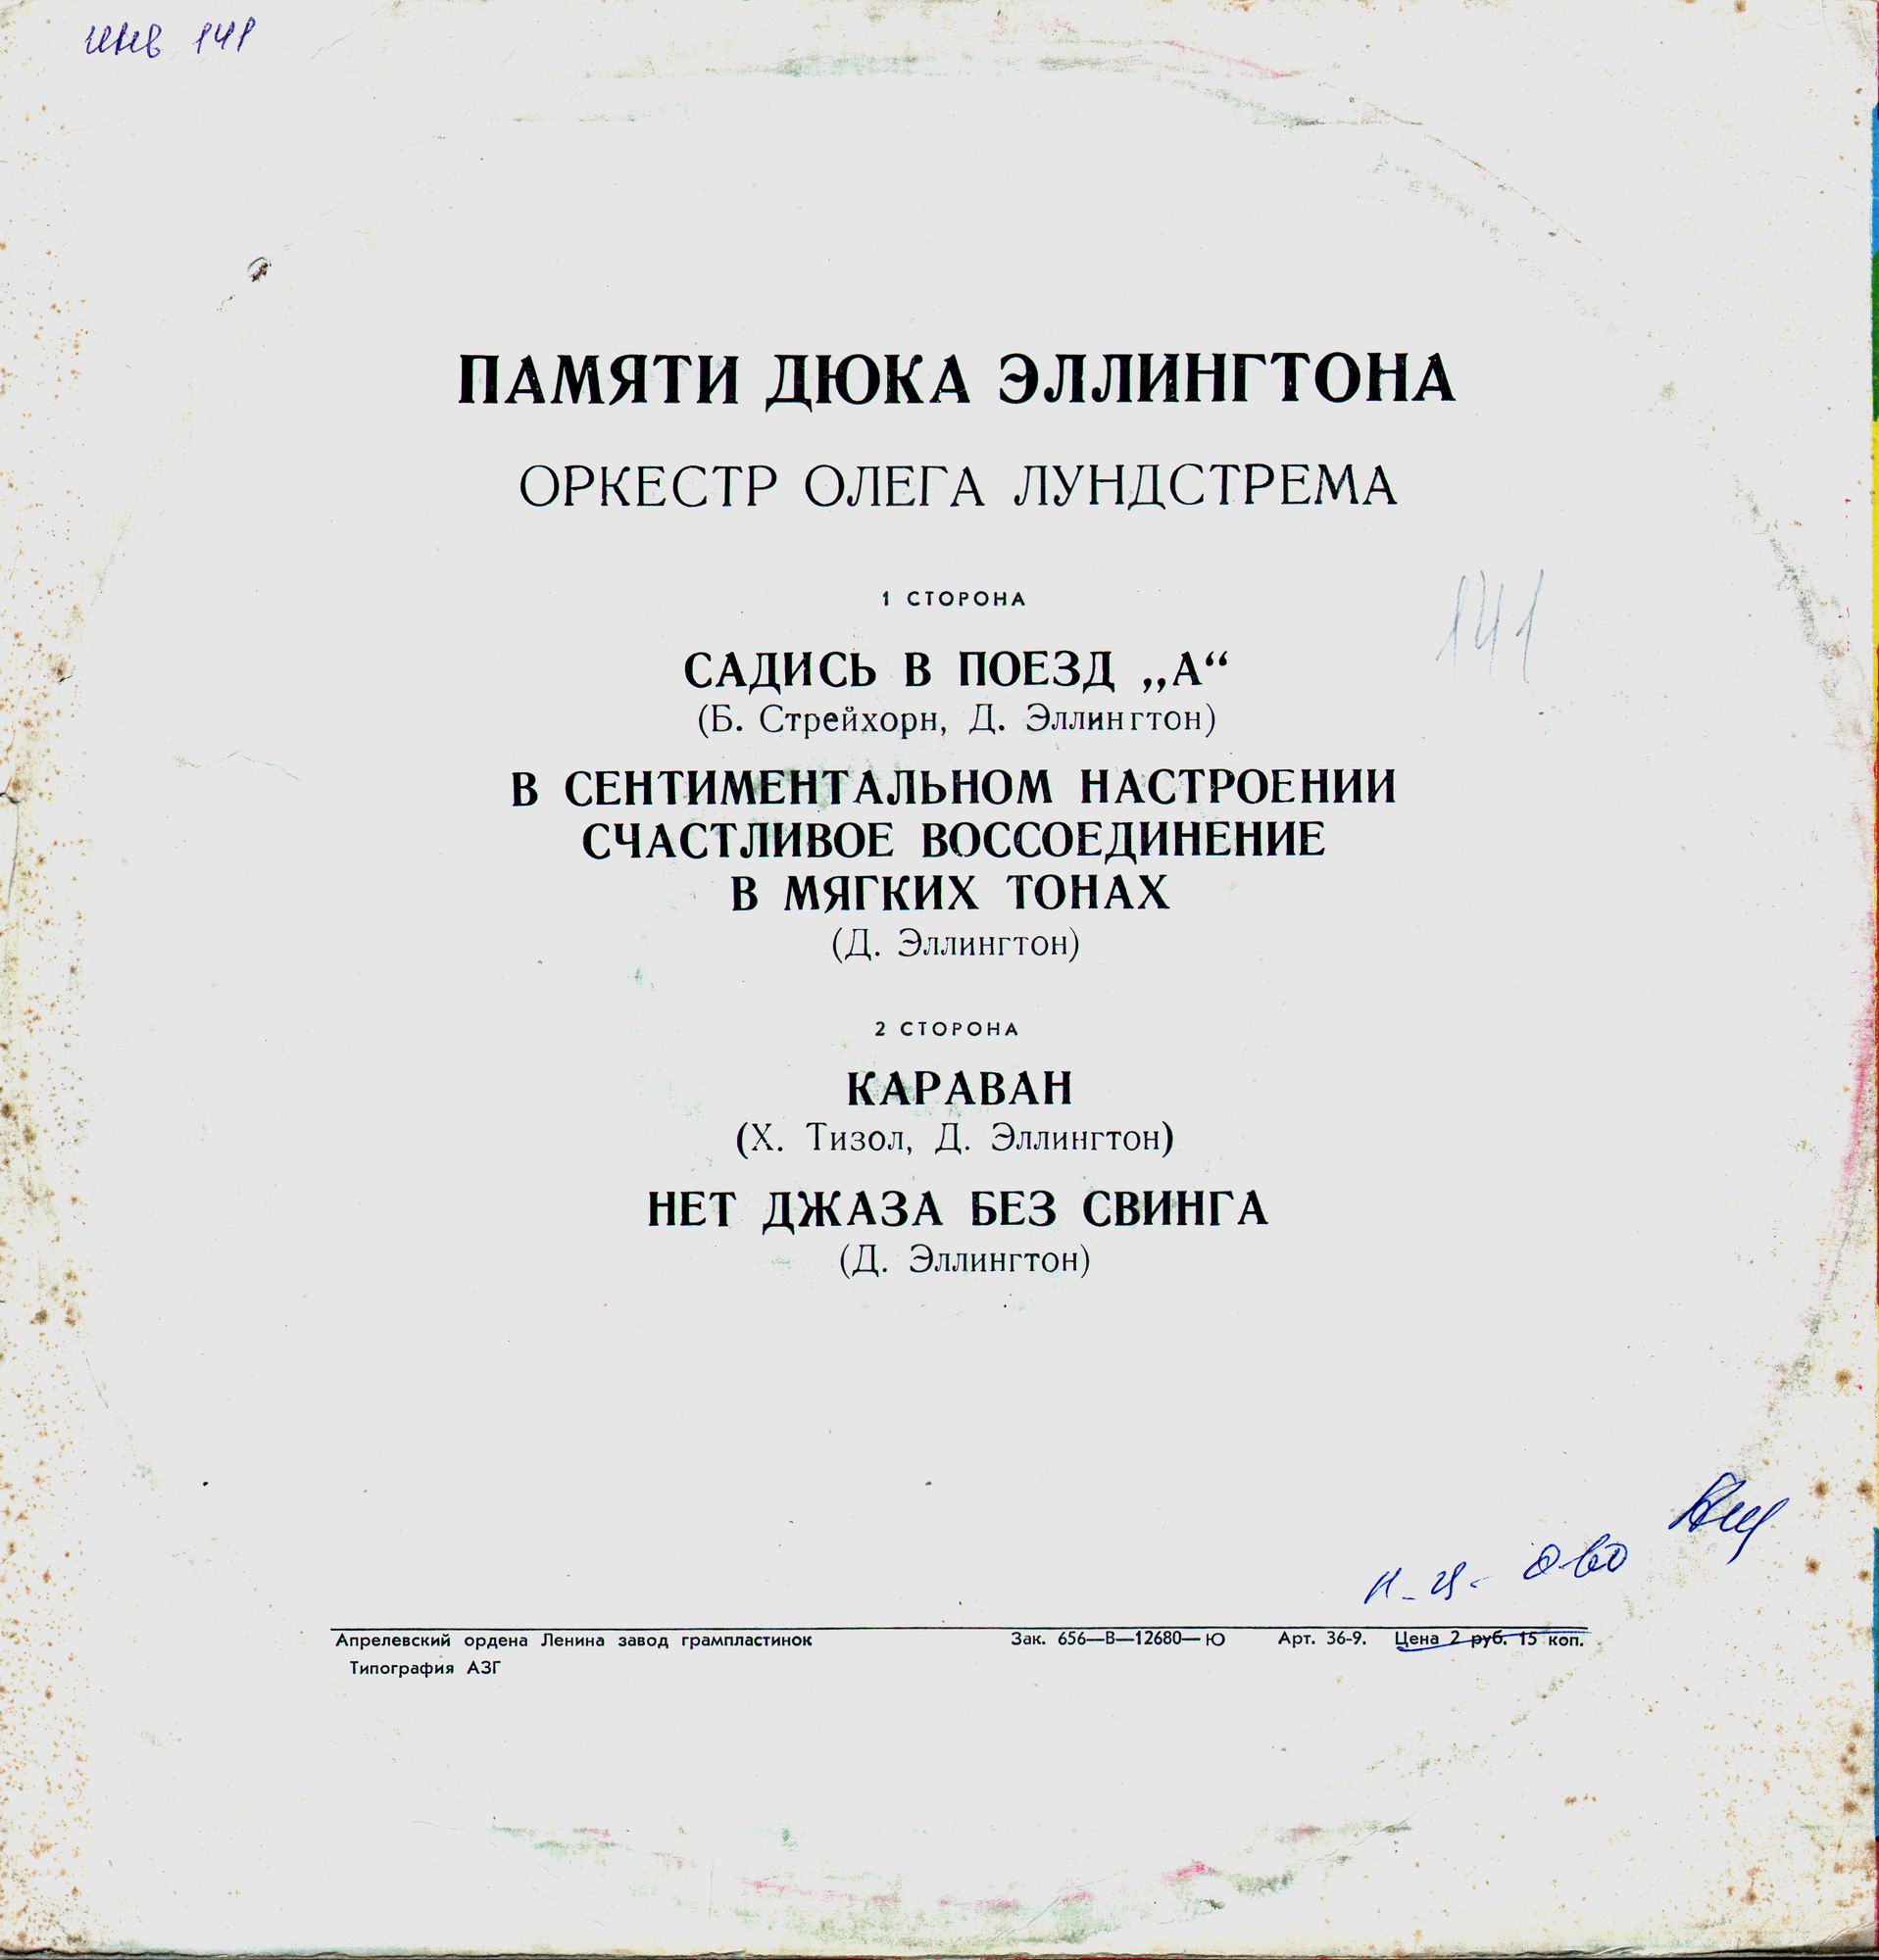 инв 141
ПАМЯТИ ДЮКА ЭЛЛИНГТОНА
ОРКЕСТР ОЛЕГА ЛУНДСТРЕМА
1 СТОРОНА
141
САДИСЬ В ПОЕЗД „А“
(Б. Стрейхорн, Д. Эллингтон)
В СЕНТИМЕНТАЛЬНОМ НАСТРОЕНИИ
СЧАСТЛИВОЕ ВОССОЕДИНЕНИЕ
В МЯГКИХ ТОНАХ
(Д. Эллингтон)
2 СТОРОНА
КАРАВАН
(Х. Тизол, Д. Эллингтон)
НЕТ ДЖАЗА БЕЗ СВИНГА
(Д. Эллингтон)
Апрелевский ордена Ленина завод грампластинок Зак. 656—В—12680—Ю Арт. 36-9. Цена 2 руб. 15 коп.
Типография АЗГ